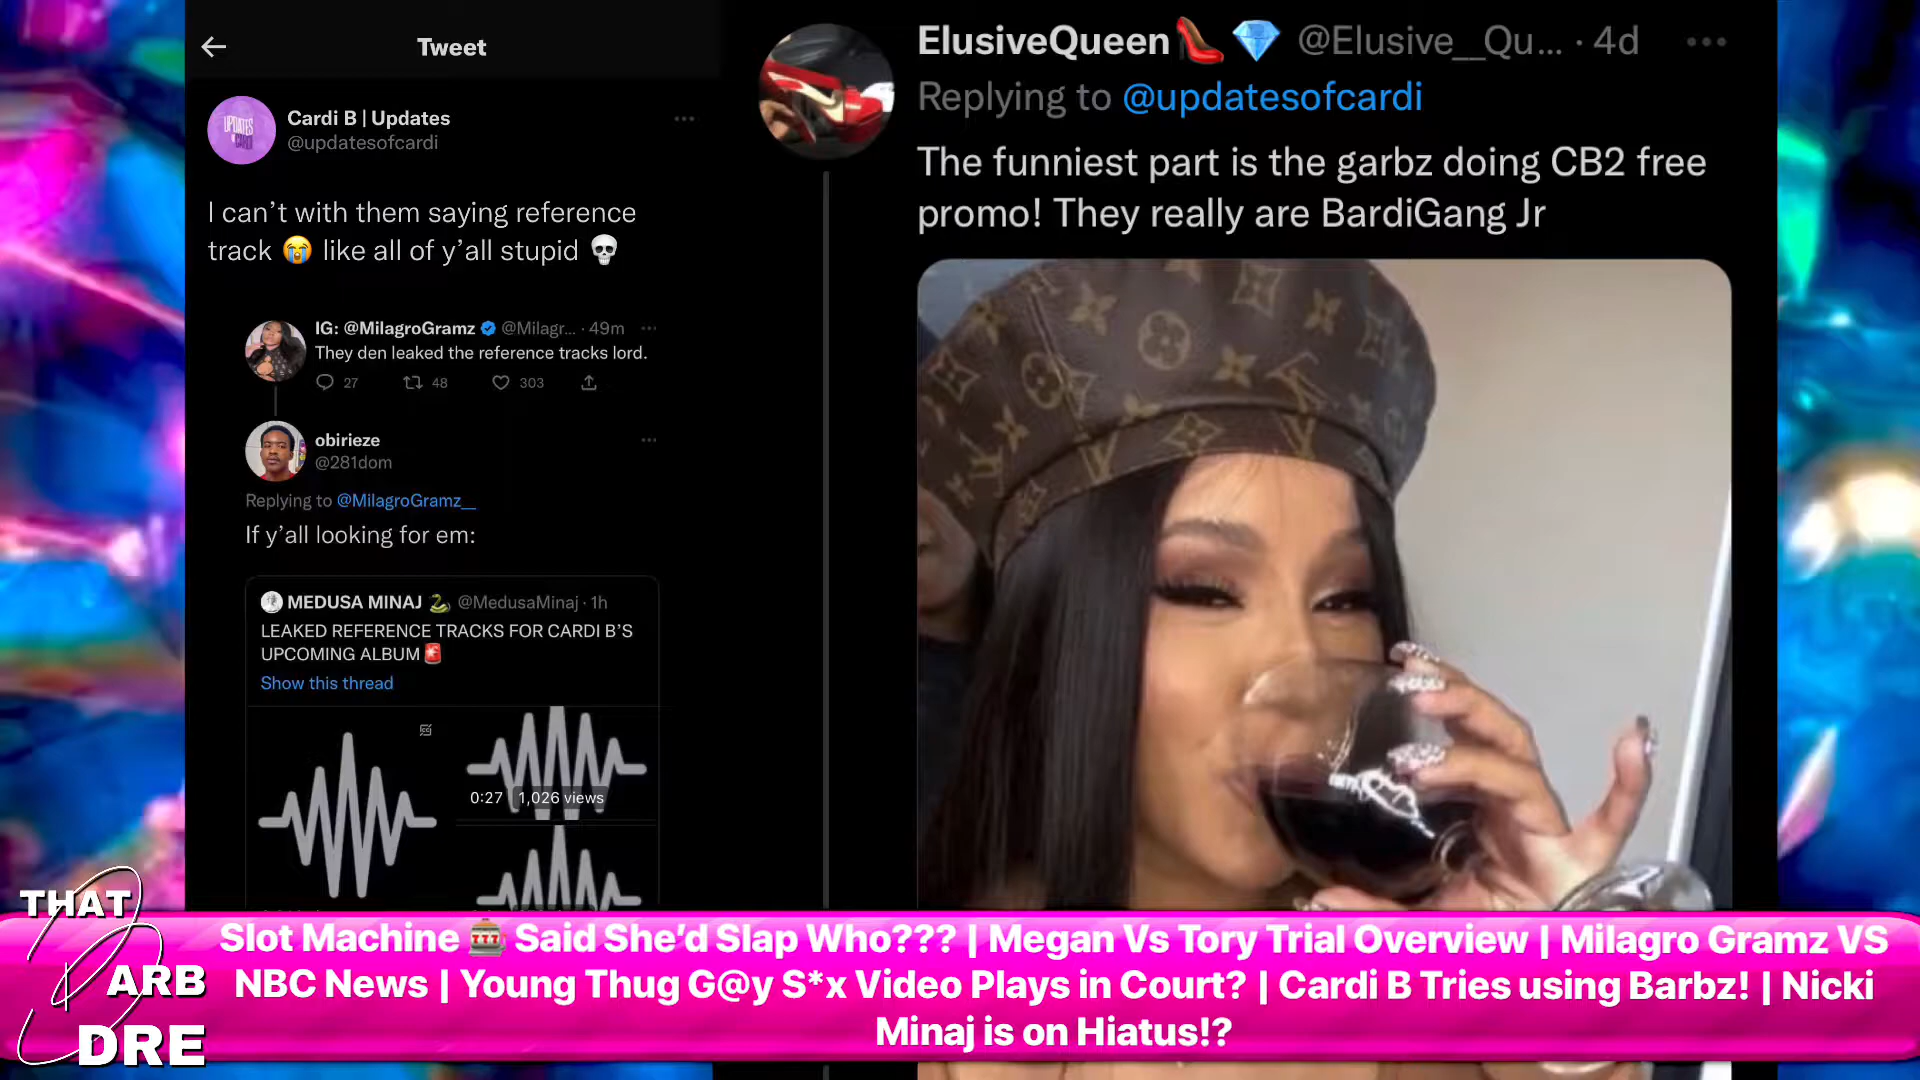 Tweet
Cardi B | Updates
@updatesofcardi
I can’t with them saying reference
track 😭 like all of y’all stupid 💀
IG: @MilagroGramz @Milagr... · 49m
They den leaked the reference tracks lord.
27 48 303
obirieze
@281dom
Replying to @MilagroGramz__
If y’all looking for em:
MEDUSA MINAJ 🐍 @MedusaMinaj · 1h
LEAKED REFERENCE TRACKS FOR CARDI B’S
UPCOMING ALBUM🚨
Show this thread
0:27 1,026 views
ElusiveQueen👠💎 @Elusive__Qu... · 4d
Replying to @updatesofcardi
The funniest part is the garbz doing CB2 free
promo! They really are BardiGang Jr
THAT
BARB
DRE
Slot Machine 🎰 Said She’d Slap Who??? | Megan Vs Tory Trial Overview | Milagro Gramz VS
NBC News | Young Thug G@y S*x Video Plays in Court? | Cardi B Tries using Barbz! | Nicki
Minaj is on Hiatus!?